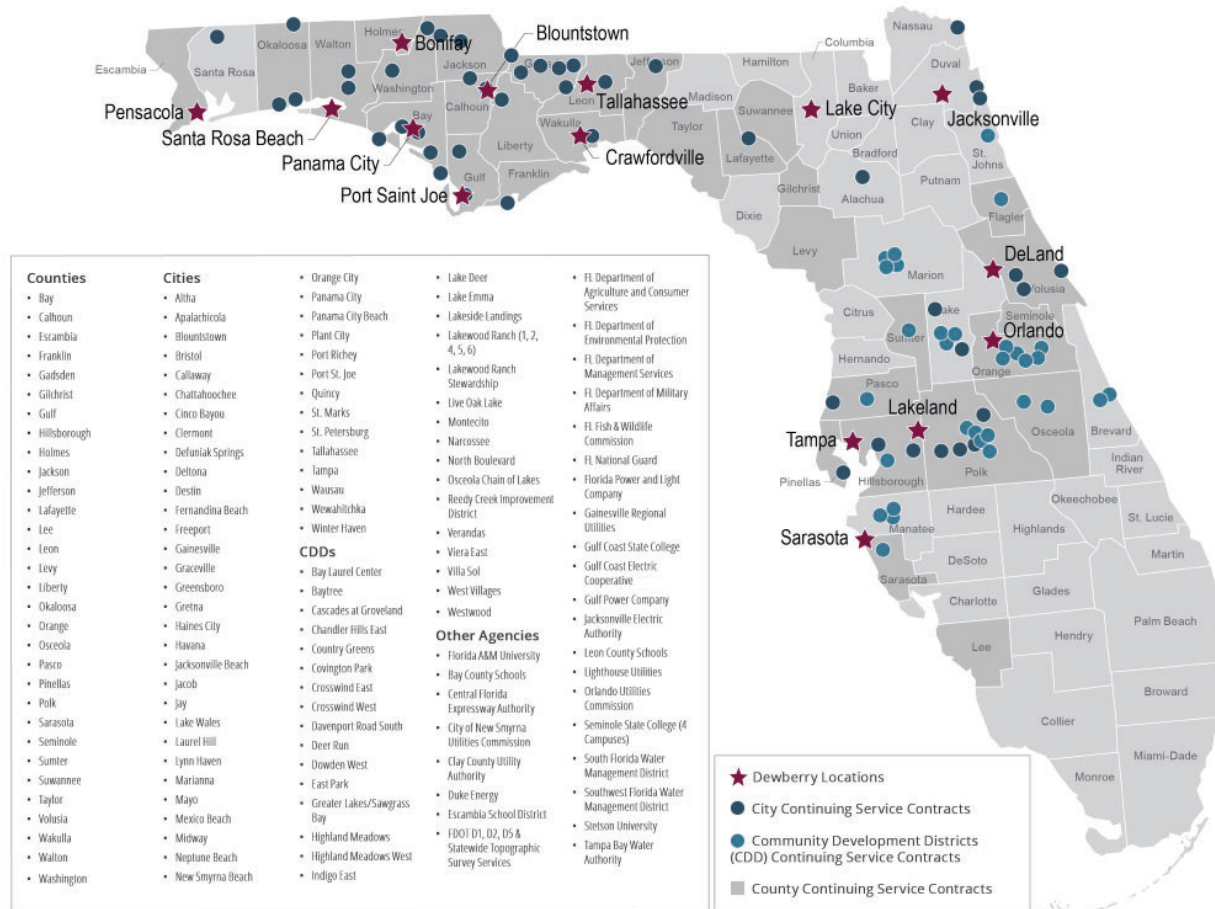 Escambia
Santa Rosa
Okaloosa
Walton
Holmes
Bonifay
Washington
Jackson
Blountstown
Calhoun
Bay
Gulf
Liberty
Franklin
Leon
Wakulla
Tallahassee
Crawfordville
Pensacola
Santa Rosa Beach
Panama City
Port Saint Joe
Madison
Taylor
Hamilton
Suwannee
Lafayette
Columbia
Lake City
Baker
Union
Bradford
Nassau
Duval
Jacksonville
Clay
St.
Johns
Putnam
Alachua
Gilchrist
Dixie
Levy
Flagler
Marion
DeLand
Volusia
Citrus
Seminole
Orlando
Orange
Hernando
Pasco
Lakeland
Tampa
Pinellas
Hillsborough
Polk
Osceola
Brevard
Indian
River
Okeechobee
St. Lucie
Hardee
Manatee
Highlands
Sarasota
Sarasota
DeSoto
Martin
Charlotte
Glades
Lee
Hendry
Palm Beach
Broward
Collier
Miami-Dade
Monroe
Counties
• Bay
• Calhoun
• Escambia
• Franklin
• Gadsden
• Gilchrist
• Gulf
• Hillsborough
• Holmes
• Jackson
• Jefferson
• Lafayette
• Lee
• Leon
• Levy
• Liberty
• Okaloosa
• Orange
• Osceola
• Pasco
• Pinellas
• Polk
• Sarasota
• Seminole
• Sumter
• Suwannee
• Taylor
• Volusia
• Wakulla
• Walton
• Washington
Cities
• Altha
• Apalachicola
• Blountstown
• Bristol
• Callaway
• Chattahoochee
• Cinco Bayou
• Clermont
• Defuniak Springs
• Deltona
• Destin
• Fernandina Beach
• Freeport
• Gainesville
• Graceville
• Greensboro
• Gretna
• Haines City
• Havana
• Jacksonville Beach
• Jacob
• Jay
• Lake Wales
• Laurel Hill
• Lynn Haven
• Marianna
• Mayo
• Mexico Beach
• Midway
• Neptune Beach
• New Smyrna Beach
• Orange City
• Panama City
• Panama City Beach
• Plant City
• Port Richey
• Port St. Joe
• Quincy
• St. Marks
• St. Petersburg
• Tallahassee
• Tampa
• Wausau
• Wewahitchka
• Winter Haven
CDDs
• Bay Laurel Center
• Baytree
• Cascades at Groveland
• Chandler Hills East
• Country Greens
• Covington Park
• Crosswind East
• Crosswind West
• Davenport Road South
• Deer Run
• Dowden West
• East Park
• Greater Lakes/Sawgrass
Bay
• Highland Meadows
• Highland Meadows West
• Indigo East
• Lake Deer
• Lake Emma
• Lakeside Landings
• Lakewood Ranch (1, 2,
4, 5, 6)
• Lakewood Ranch
Stewardship
• Live Oak Lake
• Montecito
• Narcossee
• North Boulevard
• Osceola Chain of Lakes
• Reedy Creek Improvement
District
• Verandas
• Viera East
• Villa Sol
• West Villages
• Westwood
Other Agencies
• Florida A&M University
• Bay County Schools
• Central Florida
Expressway Authority
• City of New Smyrna
Utilities Commission
• Clay County Utility
Authority
• Duke Energy
• Escambia School District
• FDOT D1, D2, D5 &
Statewide Topographic
Survey Services
• FL Department of
Agriculture and Consumer
Services
• FL Department of
Environmental Protection
• FL Department of
Management Services
• FL Department of Military
Affairs
• FL Fish & Wildlife
Commission
• FL National Guard
• Florida Power and Light
Company
• Gainesville Regional
Utilities
• Gulf Coast State College
• Gulf Coast Electric
Cooperative
• Gulf Power Company
• Jacksonville Electric
Authority
• Leon County Schools
• Lighthouse Utilities
• Orlando Utilities
Commission
• Seminole State College (4
Campuses)
• South Florida Water
Management District
• Southwest Florida Water
Management District
• Stetson University
• Tampa Bay Water
Authority
Dewberry Locations
City Continuing Service Contracts
Community Development Districts
(CDD) Continuing Service Contracts
County Continuing Service Contracts